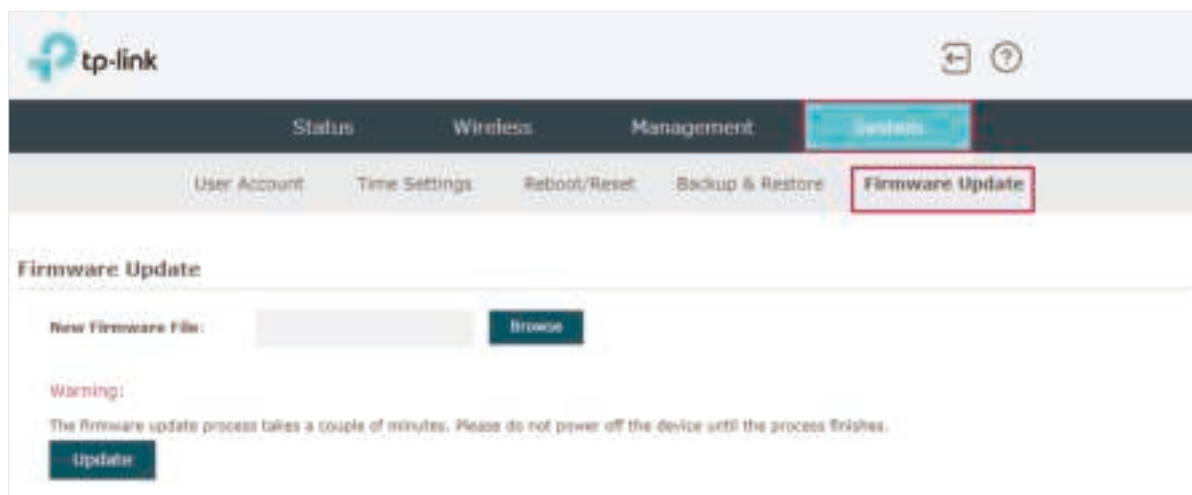 tp-link
Status Wireless Management System
User Account Time Settings Reboot/Reset Backup & Restore Firmware Update
Firmware Update
New Firmware File: Browse
Warning:
The firmware update process takes a couple of minutes. Please do not power off the device until the process finishes.
Update